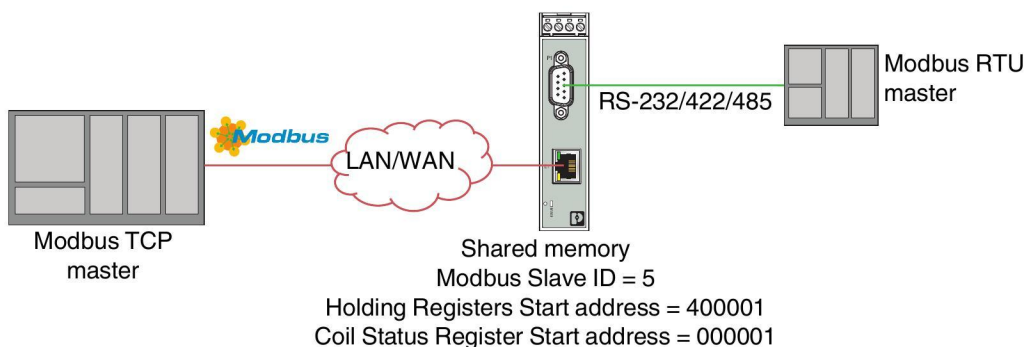 Modbus
LAN/WAN
RS-232/422/485
Modbus RTU
master
Modbus TCP
master
Shared memory
Modbus Slave ID = 5
Holding Registers Start address = 400001
Coil Status Register Start address = 000001